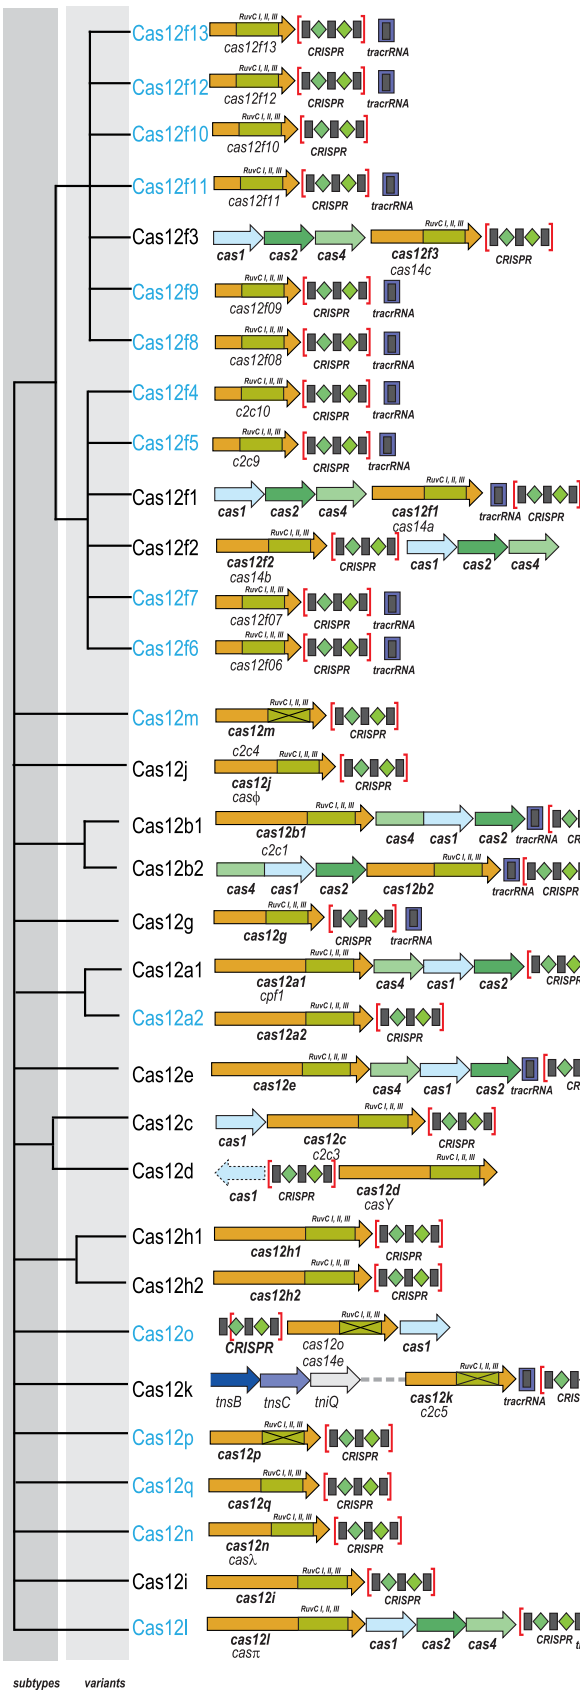 Cas12f13
RuvC I, II, III
cas12f13
CRISPR
tracrRNA
Cas12f12
RuvC I, II, III
cas12f12
CRISPR
tracrRNA
Cas12f10
RuvC I, II, III
cas12f10
CRISPR
Cas12f11
RuvC I, II, III
cas12f11
CRISPR
tracrRNA
Cas12f3
RuvC I, II, III
cas1 cas2 cas4 cas12f3
cas14c
CRISPR
Cas12f9
RuvC I, II, III
cas12f09
CRISPR
tracrRNA
Cas12f8
RuvC I, II, III
cas12f08
CRISPR
tracrRNA
Cas12f4
RuvC I, II, III
c2c10
CRISPR
tracrRNA
Cas12f5
RuvC I, II, III
c2c9
CRISPR
tracrRNA
Cas12f1
RuvC I, II, III
cas1 cas2 cas4 cas12f1
cas14a
tracrRNA CRISPR
Cas12f2
RuvC I, II, III
cas12f2
cas14b
CRISPR
cas1 cas2 cas4
Cas12f7
RuvC I, II, III
cas12f07
CRISPR
tracrRNA
Cas12f6
RuvC I, II, III
cas12f06
CRISPR
tracrRNA
Cas12m
RuvC I, II, III
cas12m
CRISPR
Cas12j
c2c4
RuvC I, II, III
cas12j
casϕ
CRISPR
Cas12b1
RuvC I, II, III
cas12b1 cas4 cas1 cas2
c2c1
tracrRNA CR
Cas12b2
RuvC I, II, III
cas4 cas1 cas2 cas12b2
tracrRNA CRISPR
Cas12g
RuvC I, II, III
cas12g
CRISPR
tracrRNA
Cas12a1
RuvC I, II, III
cas12a1 cas4 cas1 cas2
cpf1
CRISPR
Cas12a2
RuvC I, II, III
cas12a2
CRISPR
Cas12e
RuvC I, II, III
cas12e cas4 cas1 cas2
tracrRNA CR
Cas12c
RuvC I, II, III
cas1 cas12c
c2c3
CRISPR
Cas12d
RuvC I, II, III
cas1 CRISPR cas12d
casY
Cas12h1
RuvC I, II, III
cas12h1
CRISPR
Cas12h2
RuvC I, II, III
cas12h2
CRISPR
Cas12o
RuvC I, II, III
CRISPR cas12o cas1
cas14e
Cas12k
RuvC I, II, III
tnsB tnsC tniQ cas12k
c2c5
tracrRNA CRIS
Cas12p
RuvC I, II, III
cas12p
CRISPR
Cas12q
RuvC I, II, III
cas12q
CRISPR
Cas12n
RuvC I, II, III
cas12n
casλ
CRISPR
Cas12i
RuvC I, II, III
cas12i
CRISPR
Cas12l
RuvC I, II, III
cas12l cas1 cas2 cas4
casπ
CRISPR t
subtypes variants